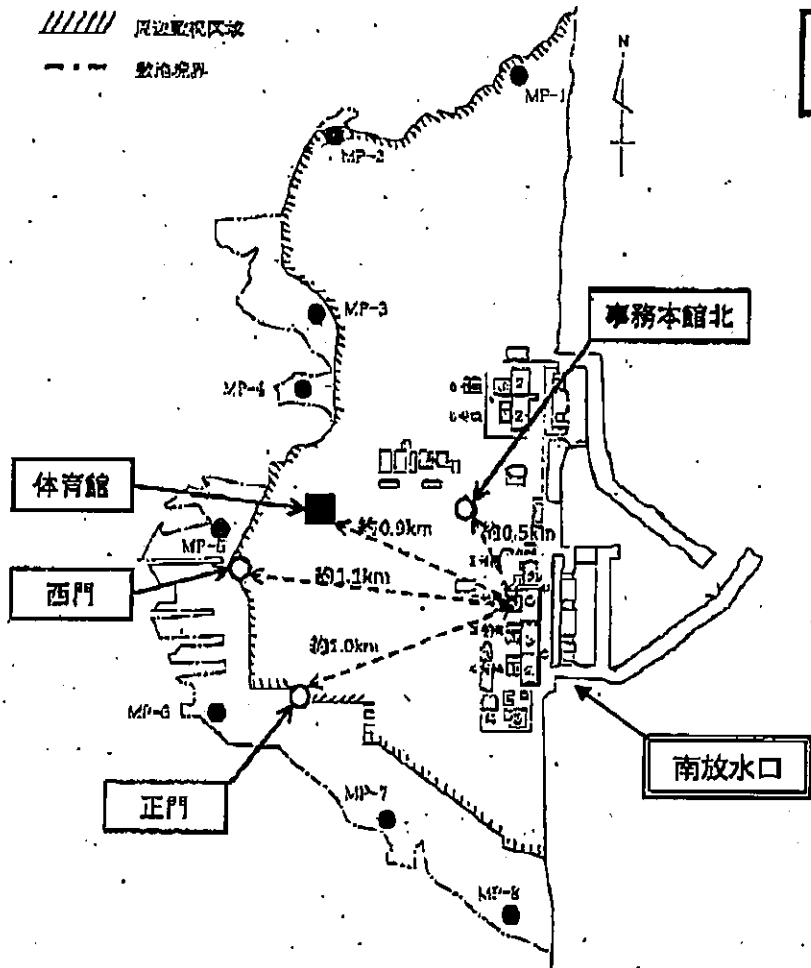 周辺監視区域
敷地境界
N
MP-1
MP-2
MP-3
事務本館北
MP-4
体育館
約0.9km
約0.5km
MP-5
約1.1km
西門
約1.0km
MP-6
南放水口
正門
MP-7
MP-8